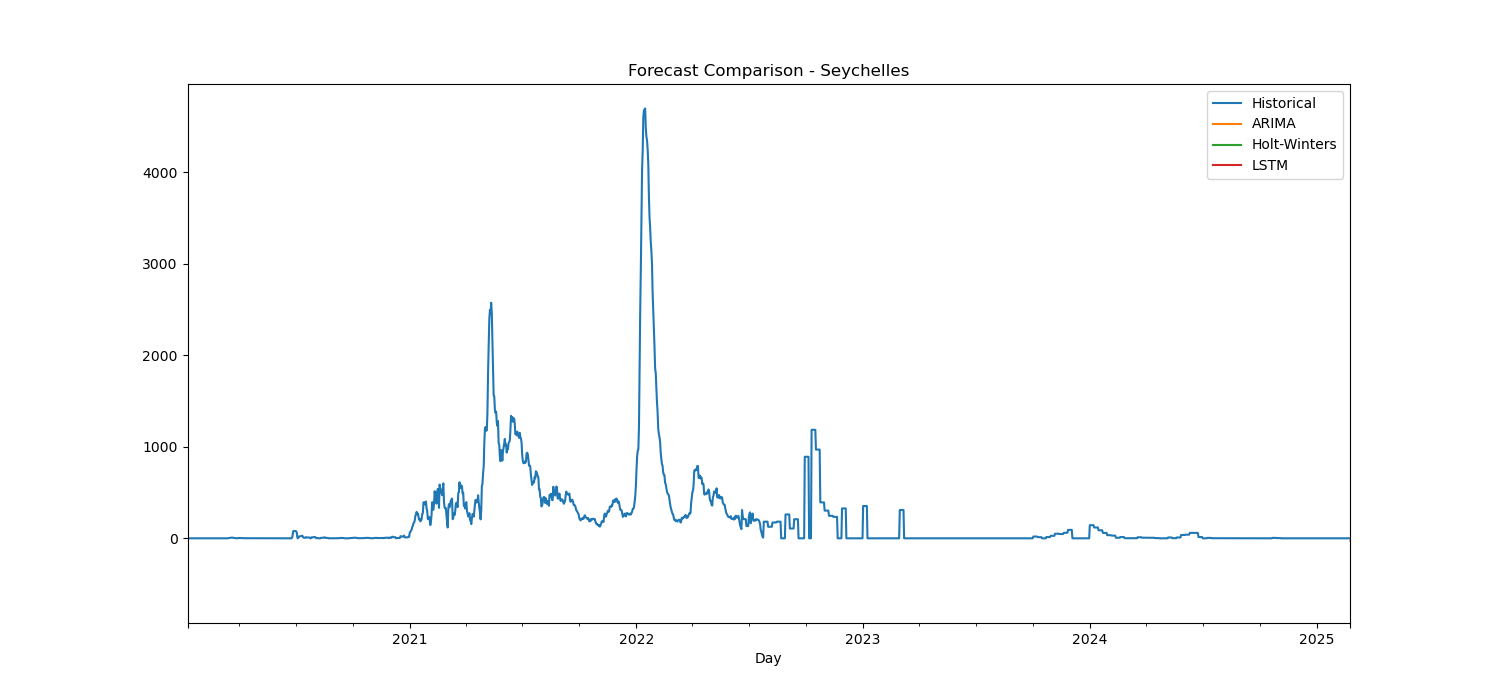 Forecast Comparison - Seychelles
Historical
ARIMA
Holt-Winters
LSTM
4000
3000
2000
1000
0
2021
2022
2023
2024
2025
Day